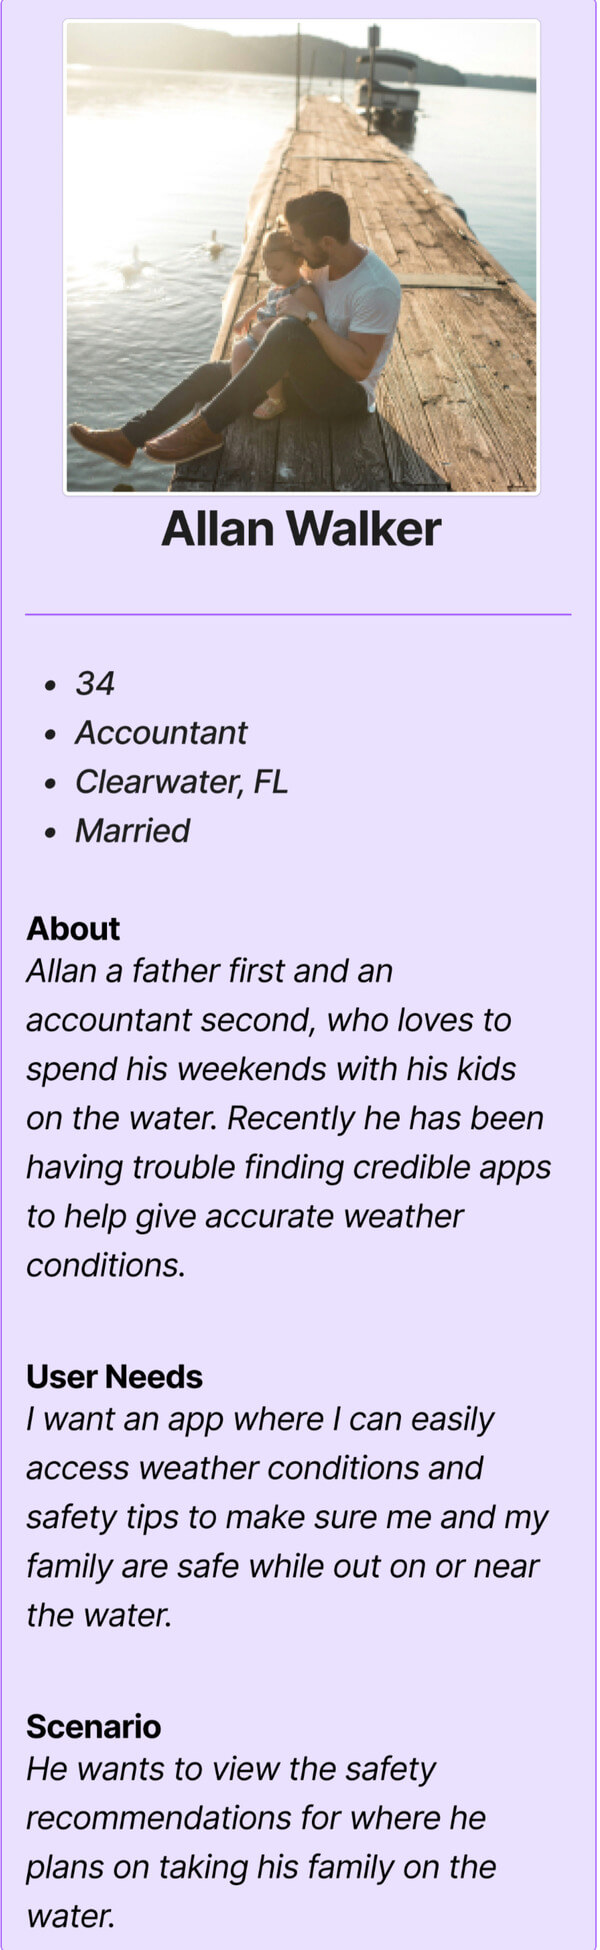 Allan Walker
• 34
• Accountant
• Clearwater, FL
• Married
About
Allan a father first and an
accountant second, who loves to
spend his weekends with his kids
on the water. Recently he has been
having trouble finding credible apps
to help give accurate weather
conditions.
User Needs
I want an app where I can easily
access weather conditions and
safety tips to make sure me and my
family are safe while out on or near
the water.
Scenario
He wants to view the safety
recommendations for where he
plans on taking his family on the
water.